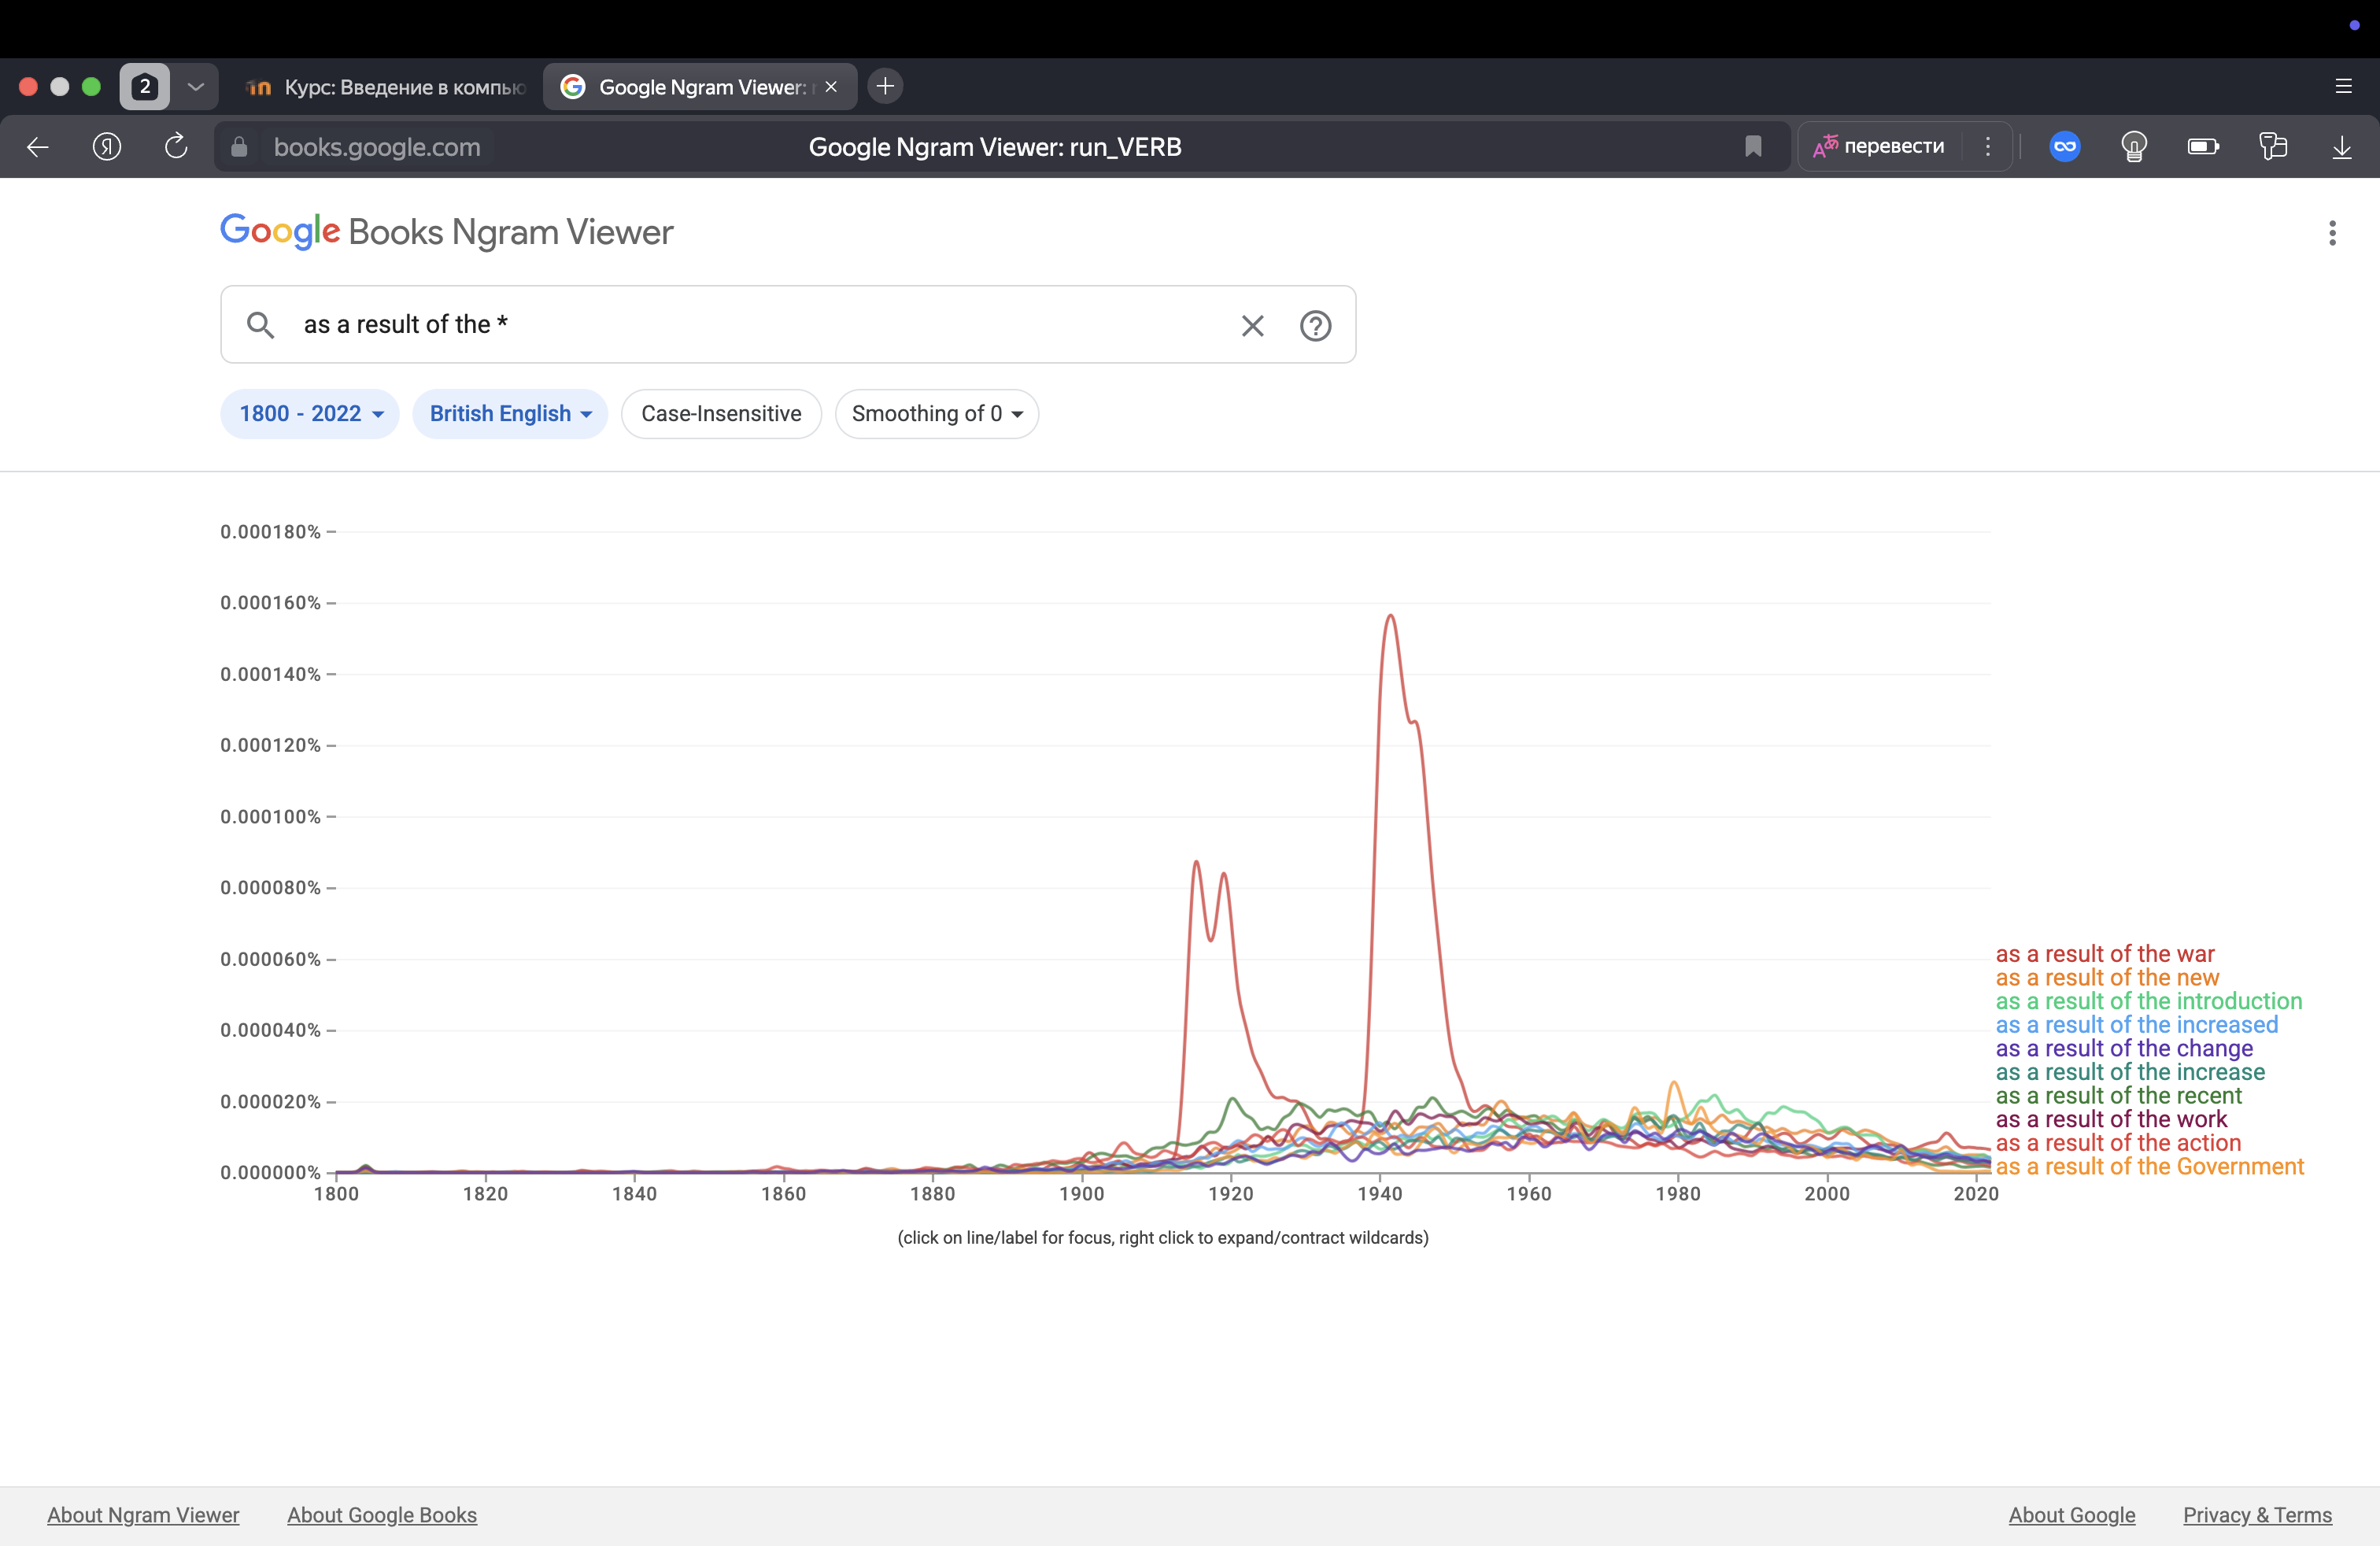 2
Курс: Введение в компью
Google Ngram Viewer:
books.google.com
Google Ngram Viewer: run_VERB
перевести
Google Books Ngram Viewer
as a result of the *
1800 - 2022
British English
Case-Insensitive
Smoothing of 0
0.000180%
0.000160%
0.000140%
0.000120%
0.000100%
0.000080%
0.000060%
0.000040%
0.000020%
0.000000%
as a result of the war
as a result of the new
as a result of the introduction
as a result of the increased
as a result of the change
as a result of the increase
as a result of the recent
as a result of the work
as a result of the action
as a result of the Government
1800 1820 1840 1860 1880 1900 1920 1940 1960 1980 2000 2020
(click on line/label for focus, right click to expand/contract wildcards)
About Ngram Viewer About Google Books About Google Privacy & Terms